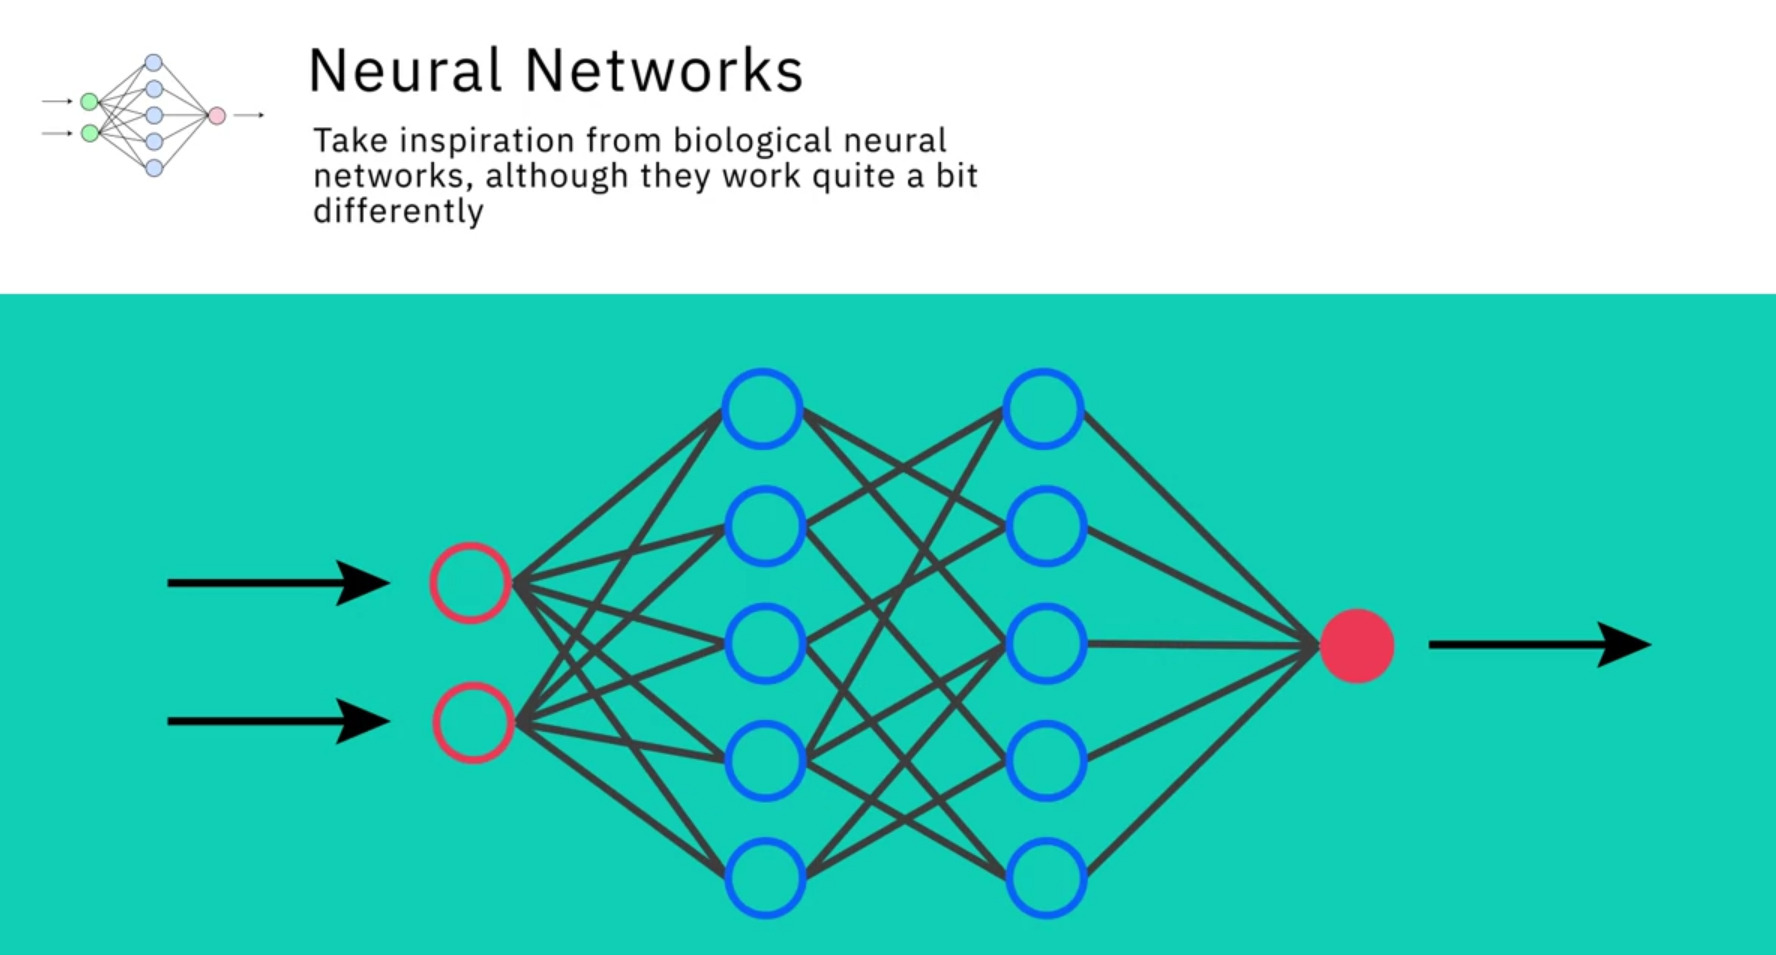 Neural Networks
Take inspiration from biological neural
networks, although they work quite a bit
differently